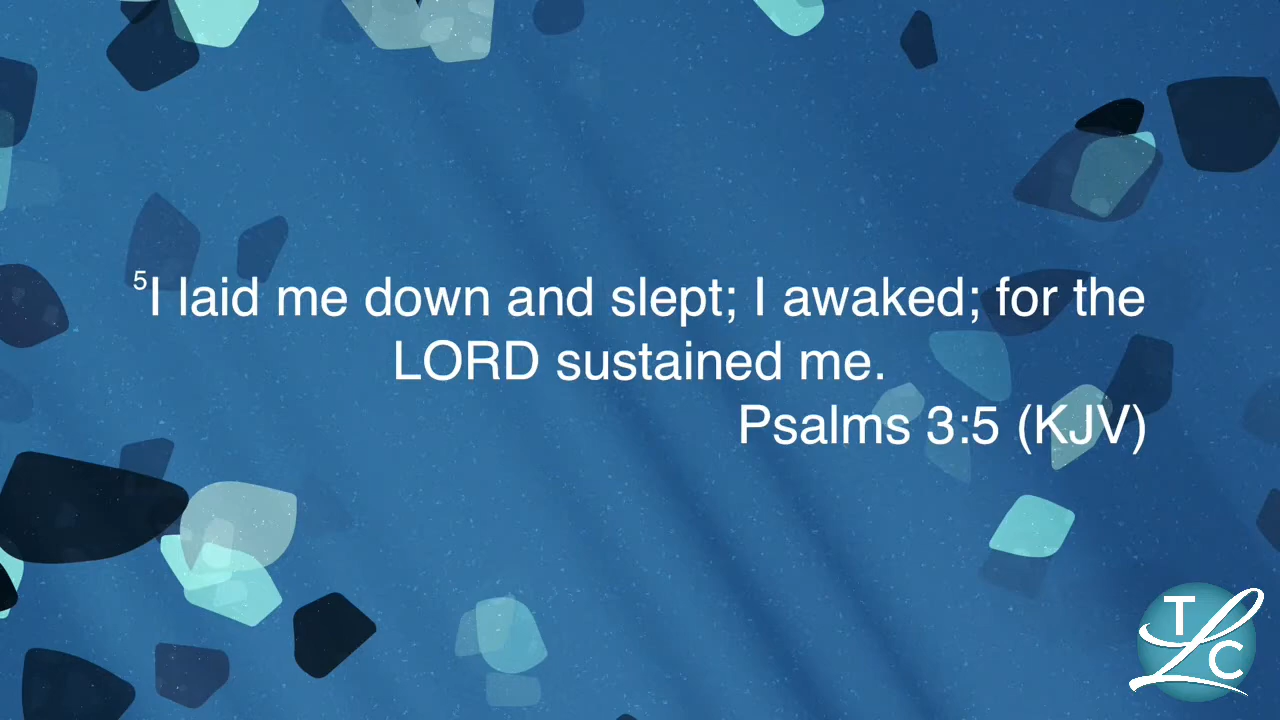 ⁵I laid me down and slept; I awaked; for the
LORD sustained me.
Psalms 3:5 (KJV)
TLC